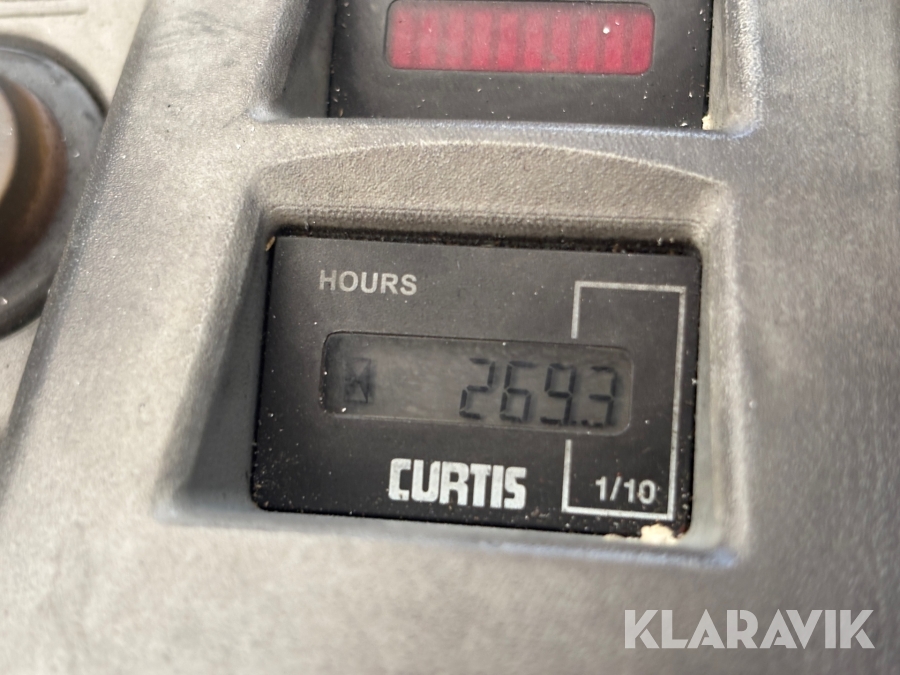 HOURS
269.3
CURTIS
1/10
KLARAVIK